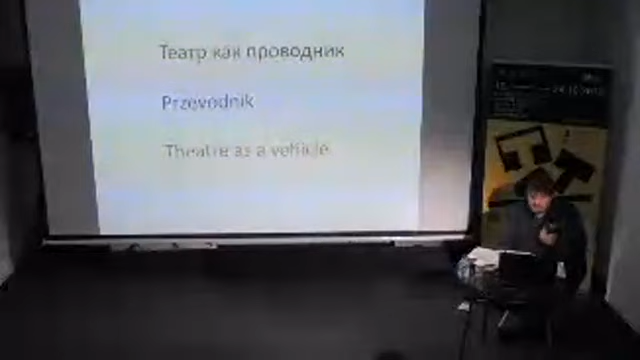 Театр как проводник
Przevodnik
Theatre as a vehicle